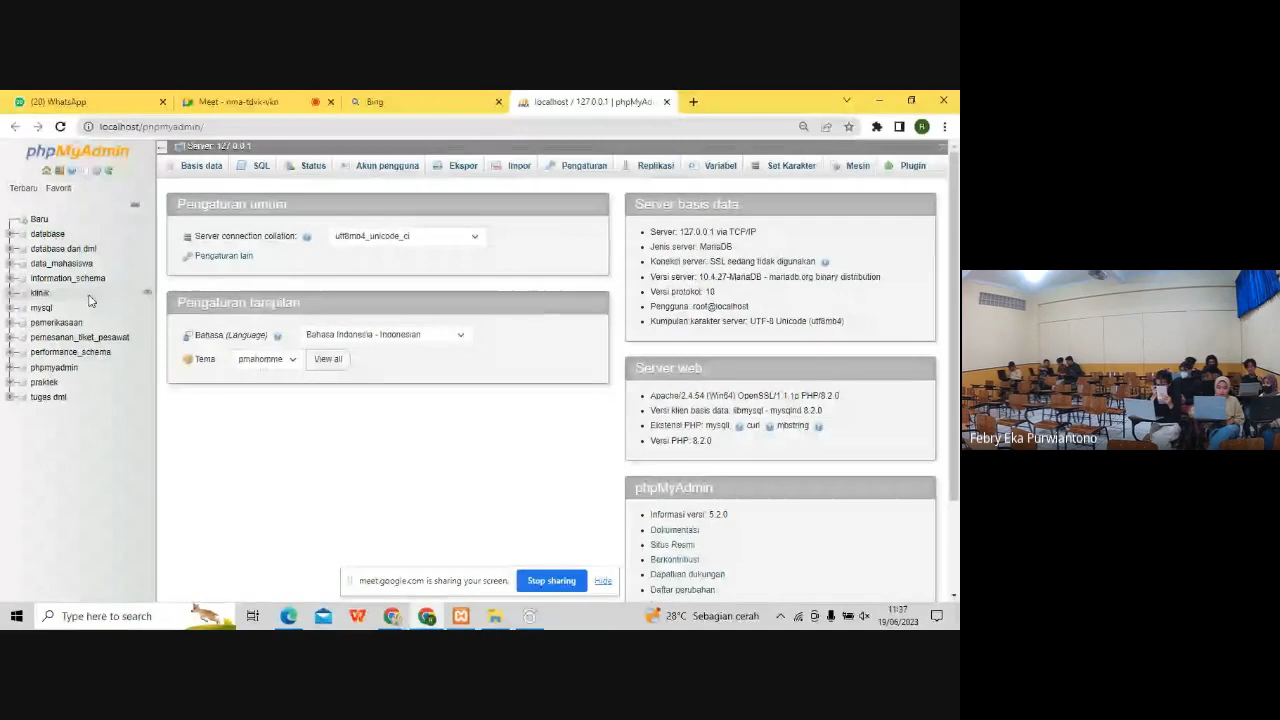 (20) WhatsApp
Meet - nma-tdvk-vkn
Bing
localhost / 127.0.0.1 | phpMyAd
localhost/phpmyadmin/
phpMyAdmin
Terbaru Favorit
Baru
database
database dan dml
data_mahasiswa
information_schema
klinik
mysql
pemerikasaan
pemesanan_tiket_pesawat
performance_schema
phpmyadmin
praktek
tugas dml
Server: 127.0.0.1
Basis data SQL Status Akun pengguna Ekspor Impor Pengaturan Replikasi Variabel Set Karakter Mesin Plugin
Pengaturan umum
Server connection collation: utf8mb4_unicode_ci
Pengaturan lain
Pengaturan tampilan
Bahasa (Language) Bahasa Indonesia - Indonesian
Tema pmahomme View all
Server basis data
Server: 127.0.0.1 via TCP/IP
Jenis server: MariaDB
Koneksi server: SSL sedang tidak digunakan
Versi server: 10.4.27-MariaDB - mariadb.org binary distribution
Versi protokol: 10
Pengguna: root@localhost
Kumpulan karakter server: UTF-8 Unicode (utf8mb4)
Server web
Apache/2.4.54 (Win64) OpenSSL/1.1.1p PHP/8.2.0
Versi klien basis data: libmysql - mysqlnd 8.2.0
Ekstensi PHP: mysqli curl mbstring
Versi PHP: 8.2.0
phpMyAdmin
Informasi versi: 5.2.0
Dokumentasi
Situs Resmi
Berkontribusi
Dapatkan dukungan
Daftar perubahan
meet.google.com is sharing your screen. Stop sharing Hide
Type here to search
28°C Sebagian cerah
11:37
19/06/2023
Febry Eka Purwiantono